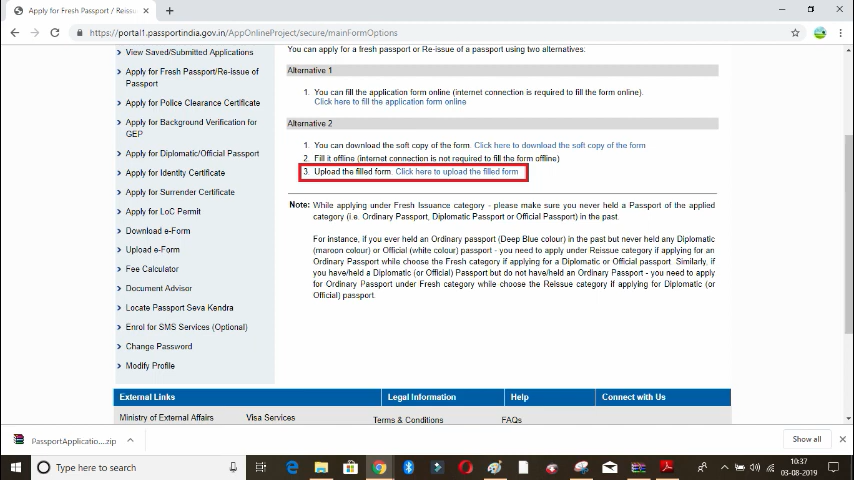 Apply for Fresh Passport / Reissu
https://portal1.passportindia.gov.in/AppOnlineProject/secure/mainFormOptions
View Saved/Submitted Applications
Apply for Fresh Passport/Re-issue of
Passport
Apply for Police Clearance Certificate
Apply for Background Verification for
GEP
Apply for Diplomatic/Official Passport
Apply for Identity Certificate
Apply for Surrender Certificate
Apply for LoC Permit
Download e-Form
Upload e-Form
Fee Calculator
Document Advisor
Locate Passport Seva Kendra
Enrol for SMS Services (Optional)
Change Password
Modify Profile
You can apply for a fresh passport or Re-issue of a passport using two alternatives:
Alternative 1
1. You can fill the application form online (internet connection is required to fill the form online).
Click here to fill the application form online
Alternative 2
1. You can download the soft copy of the form. Click here to download the soft copy of the form
2. Fill it offline (internet connection is not required to fill the form offline)
3. Upload the filled form. Click here to upload the filled form
Note: While applying under Fresh Issuance category - please make sure you never held a Passport of the applied
category (i.e. Ordinary Passport, Diplomatic Passport or Official Passport) in the past.
For instance, if you ever held an Ordinary passport (Deep Blue colour) in the past but never held any Diplomatic
(maroon colour) or Official (white colour) passport - you need to apply under Reissue category if applying for an
Ordinary Passport while choose the Fresh category if applying for a Diplomatic or Official passport. Similarly, if
you have/held a Diplomatic (or Official) Passport but do not have/held an Ordinary Passport - you need to apply
for Ordinary Passport under Fresh category while choose the Reissue category if applying for Diplomatic (or
Official) passport.
External Links
Legal Information
Help
Connect with Us
Ministry of External Affairs
Visa Services
Terms & Conditions
FAQs
PassportApplicatio....zip
Show all
Type here to search
10:37
03-08-2019